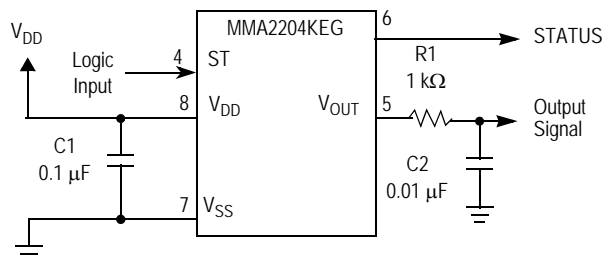 MMA2204KEG
V_DD
Logic
Input
4
ST
8
V_DD
C1
0.1 μF
7
V_SS
6
STATUS
R1
1 kΩ
V_OUT
5
Output
Signal
C2
0.01 μF